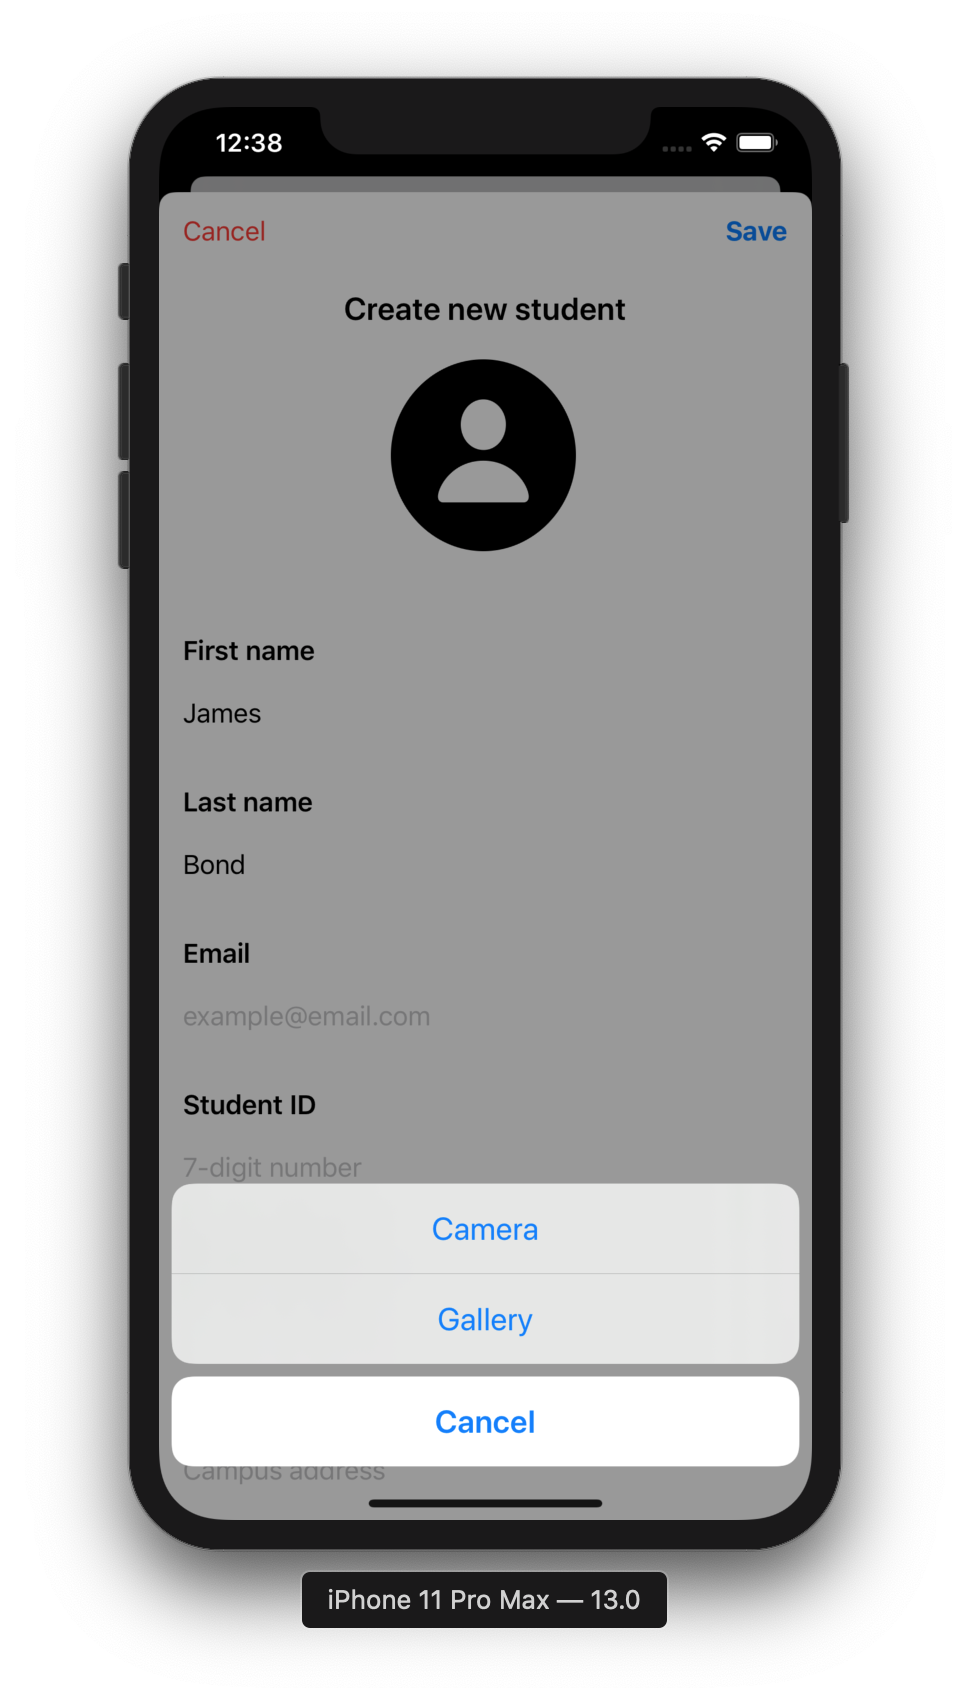 12:38
Cancel
Save
Create new student
First name
James
Last name
Bond
Email
example@email.com
Student ID
7-digit number
Camera
Gallery
Cancel
Campus address
iPhone 11 Pro Max — 13.0